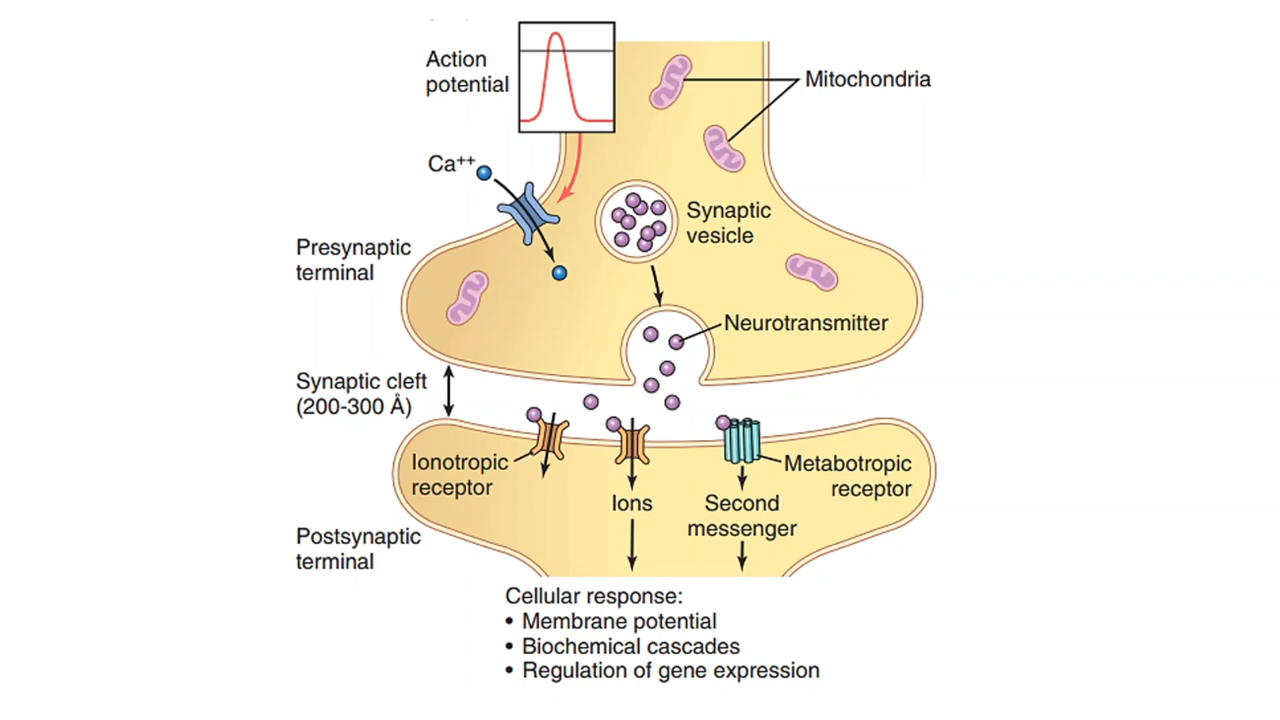 Action
potential
Mitochondria
Ca++
Synaptic
vesicle
Presynaptic
terminal
Neurotransmitter
Synaptic cleft
(200-300 Å)
Ionotropic
receptor
Metabotropic
receptor
Ions
Second
messenger
Postsynaptic
terminal
Cellular response:
• Membrane potential
• Biochemical cascades
• Regulation of gene expression